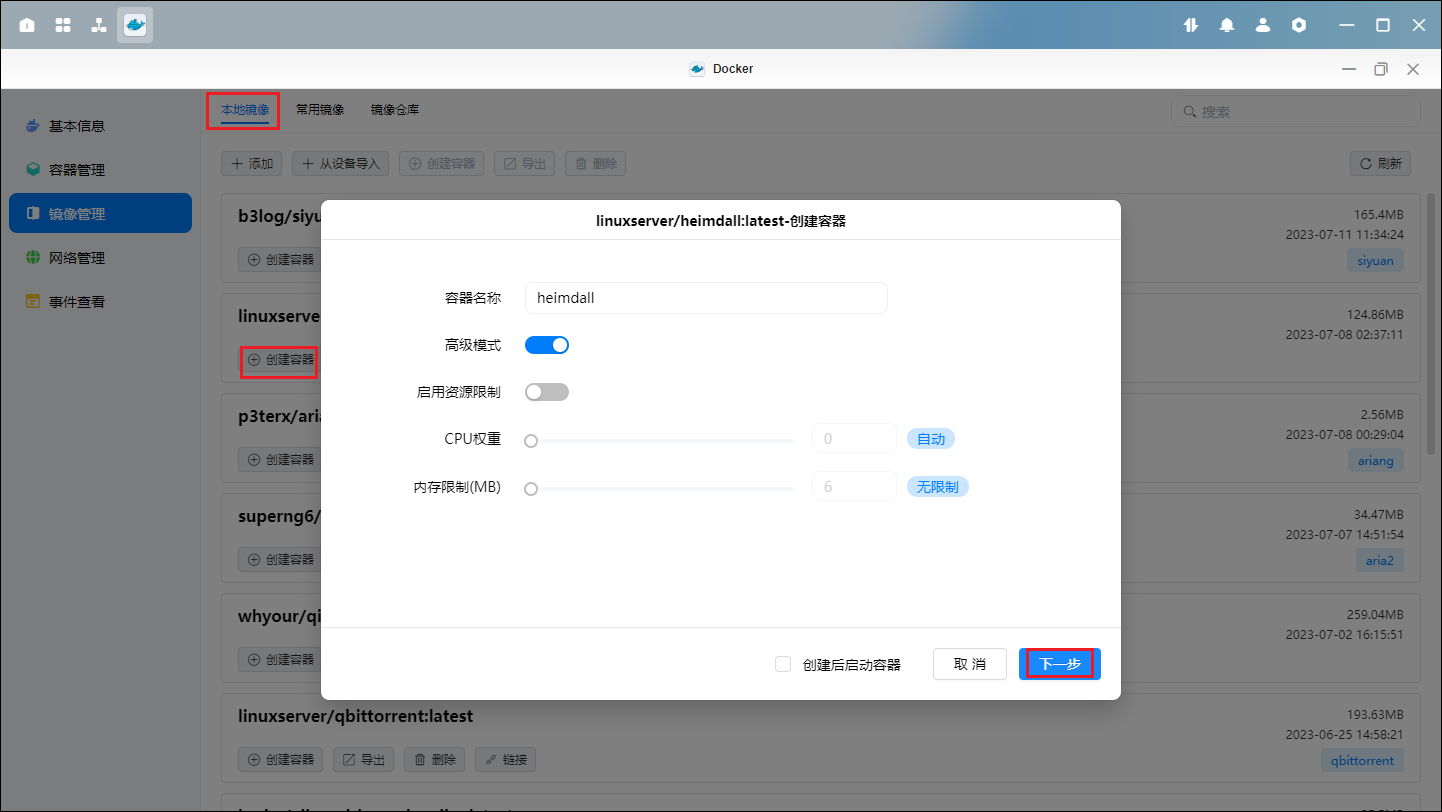 Docker
本地镜像 常用镜像 镜像仓库 搜索
基本信息
容器管理
镜像管理
网络管理
事件查看
添加 从设备导入 创建容器 导出 删除 刷新
b3log/siyu
165.4MB
2023-07-11 11:34:24
创建容器
siyuan
linuxserve
124.86MB
2023-07-08 02:37:11
创建容器
p3terx/aria
2.56MB
2023-07-08 00:29:04
创建容器
ariang
superng6/
34.47MB
2023-07-07 14:51:54
创建容器
aria2
whyour/qi
259.04MB
2023-07-02 16:15:51
创建容器
linuxserver/heimdall:latest-创建容器
容器名称 heimdall
高级模式
启用资源限制
CPU权重 0 自动
内存限制(MB) 6 无限制
创建后启动容器 取 消 下一步
linuxserver/qbittorrent:latest
193.63MB
2023-06-25 14:58:21
创建容器 导出 删除 链接
qbittorrent